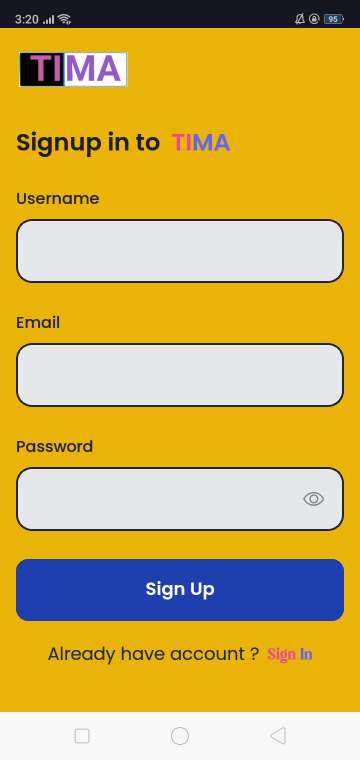 3:20 95
TIMA
Signup in to TIMA
Username
Email
Password
Sign Up
Already have account ? Sign In